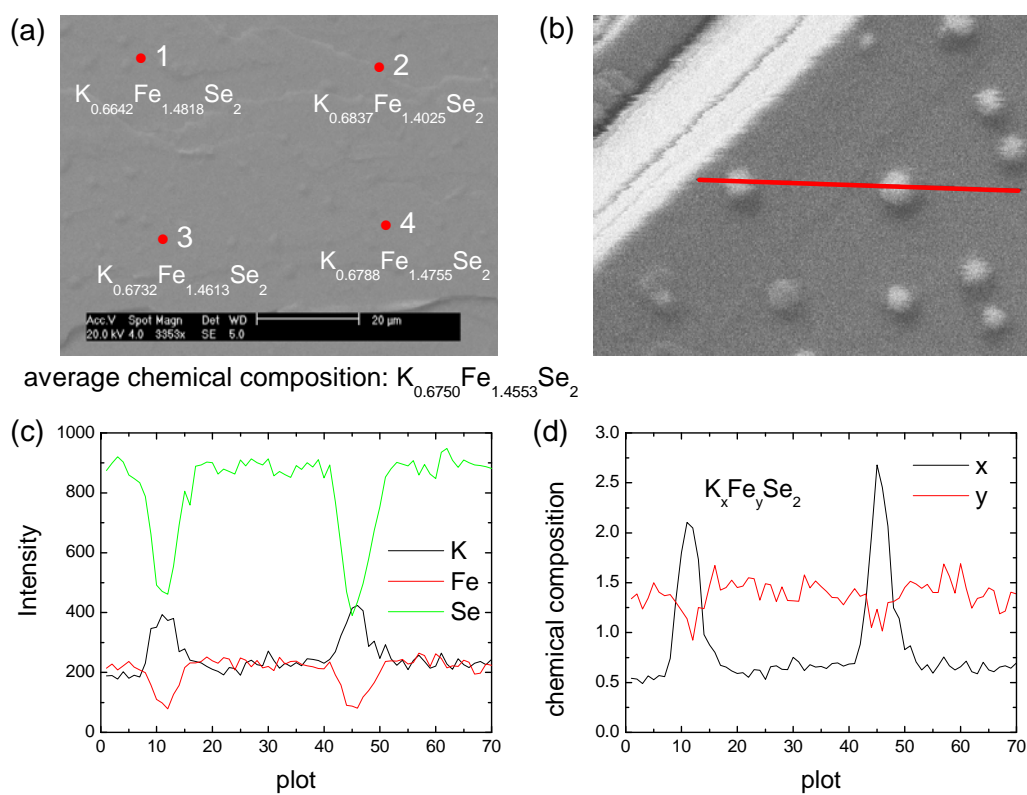 (a)
1
K0.6642Fe1.4818Se2
2
K0.6837Fe1.4025Se2
3
K0.6732Fe1.4613Se2
4
K0.6788Fe1.4755Se2
Acc.V Spot Magn Det WD
20.0 kV 4.0 3353x SE 5.0
20 µm
(b)
average chemical composition: K0.6750Fe1.4553Se2
(c)
1000
800
600
400
200
0
Intensity
K
Fe
Se
0 10 20 30 40 50 60 70
plot
(d)
3.0
2.5
2.0
1.5
1.0
0.5
0.0
chemical composition
KxFeySe2
x
y
0 10 20 30 40 50 60 70
plot